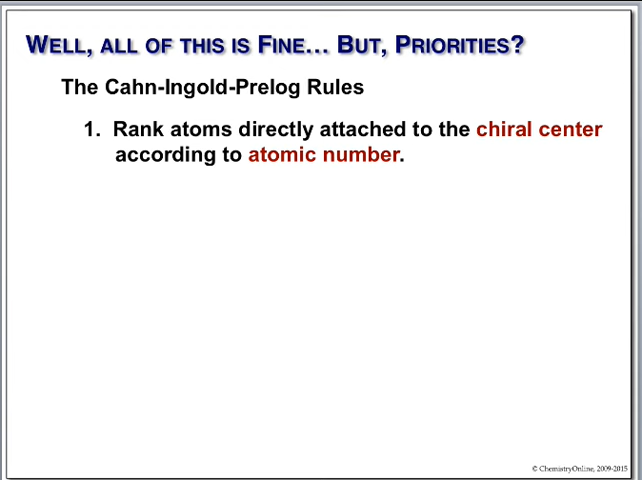 WELL, ALL OF THIS IS FINE... BUT, PRIORITIES?
The Cahn-Ingold-Prelog Rules
1. Rank atoms directly attached to the chiral center
according to atomic number.
© ChemistryOnline, 2009-2015